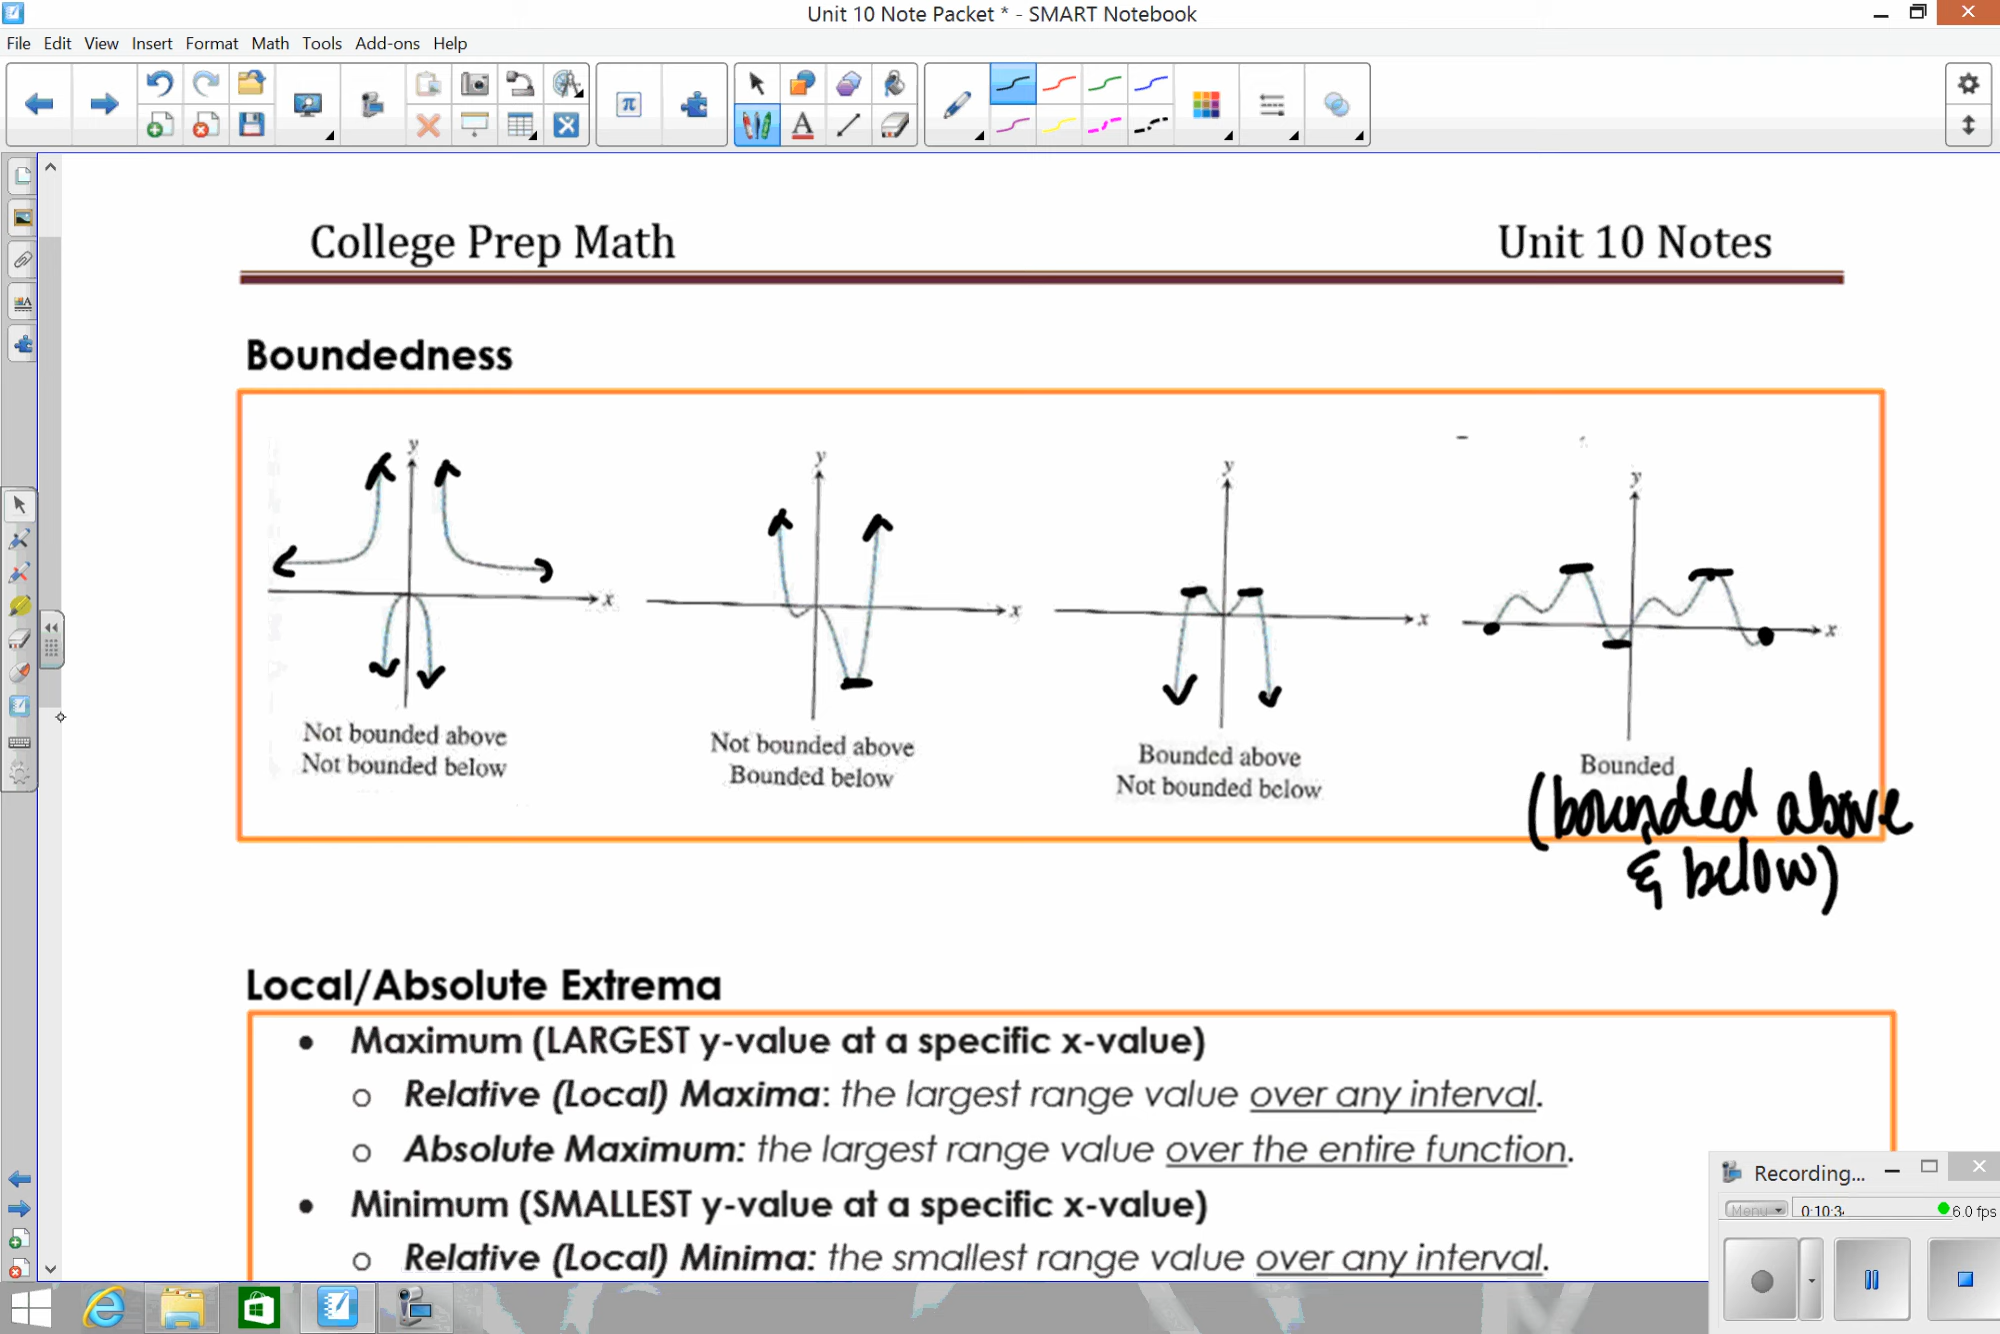 Unit 10 Note Packet * - SMART Notebook
File Edit View Insert Format Math Tools Add-ons Help
College Prep Math
Unit 10 Notes
Boundedness
y
x
Not bounded above
Not bounded below
y
x
Not bounded above
Bounded below
y
x
Bounded above
Not bounded below
y
x
Bounded
(bounded above
& below)
Local/Absolute Extrema
• Maximum (LARGEST y-value at a specific x-value)
o Relative (Local) Maxima: the largest range value over any interval.
o Absolute Maximum: the largest range value over the entire function.
• Minimum (SMALLEST y-value at a specific x-value)
o Relative (Local) Minima: the smallest range value over any interval.
Recording...
Menu
6.0 fps